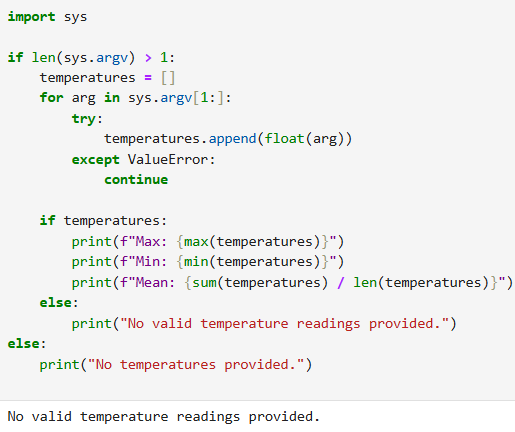 import sys

if len(sys.argv) > 1:
    temperatures = []
    for arg in sys.argv[1:]:
        try:
            temperatures.append(float(arg))
        except ValueError:
            continue

    if temperatures:
        print(f"Max: {max(temperatures)}")
        print(f"Min: {min(temperatures)}")
        print(f"Mean: {sum(temperatures) / len(temperatures)}")
    else:
        print("No valid temperature readings provided.")
else:
    print("No temperatures provided.")

No valid temperature readings provided.